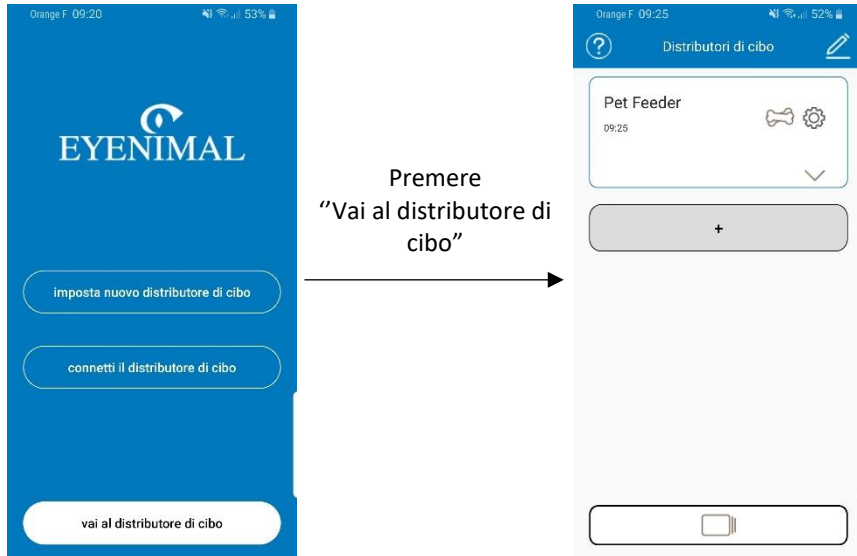 Orange F 09:20 53%
EYENIMAL
imposta nuovo distributore di cibo
connetti il distributore di cibo
vai al distributore di cibo
Premere
‘’Vai al distributore di
cibo”
Orange F 09:25 52%
? Distributori di cibo
Pet Feeder
09:25
+